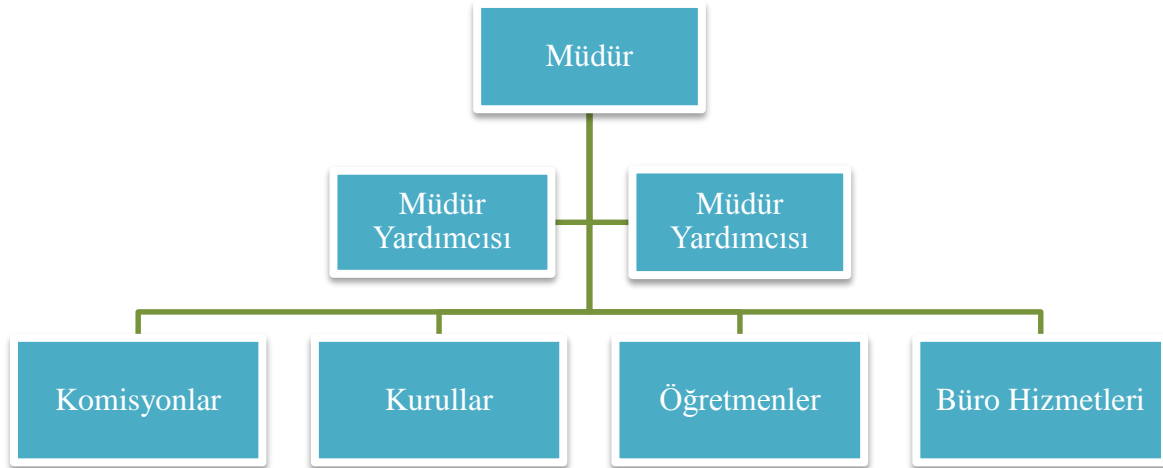 Müdür
Müdür
Yardımcısı
Müdür
Yardımcısı
Komisyonlar
Kurullar
Öğretmenler
Büro Hizmetleri